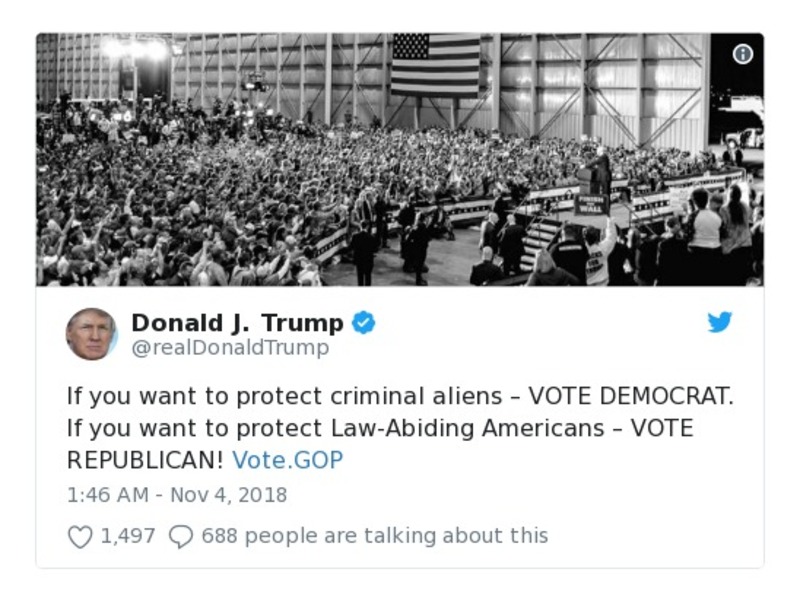 FINISH
THE
WALL
Donald J. Trump
@realDonaldTrump
If you want to protect criminal aliens – VOTE DEMOCRAT.
If you want to protect Law-Abiding Americans – VOTE
REPUBLICAN! Vote.GOP
1:46 AM - Nov 4, 2018
1,497 688 people are talking about this